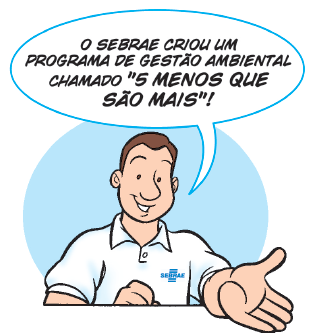 O SEBRAE CRIOU UM
PROGRAMA DE GESTÃO AMBIENTAL
CHAMADO "5 MENOS QUE
SÃO MAIS"!
SEBRAE